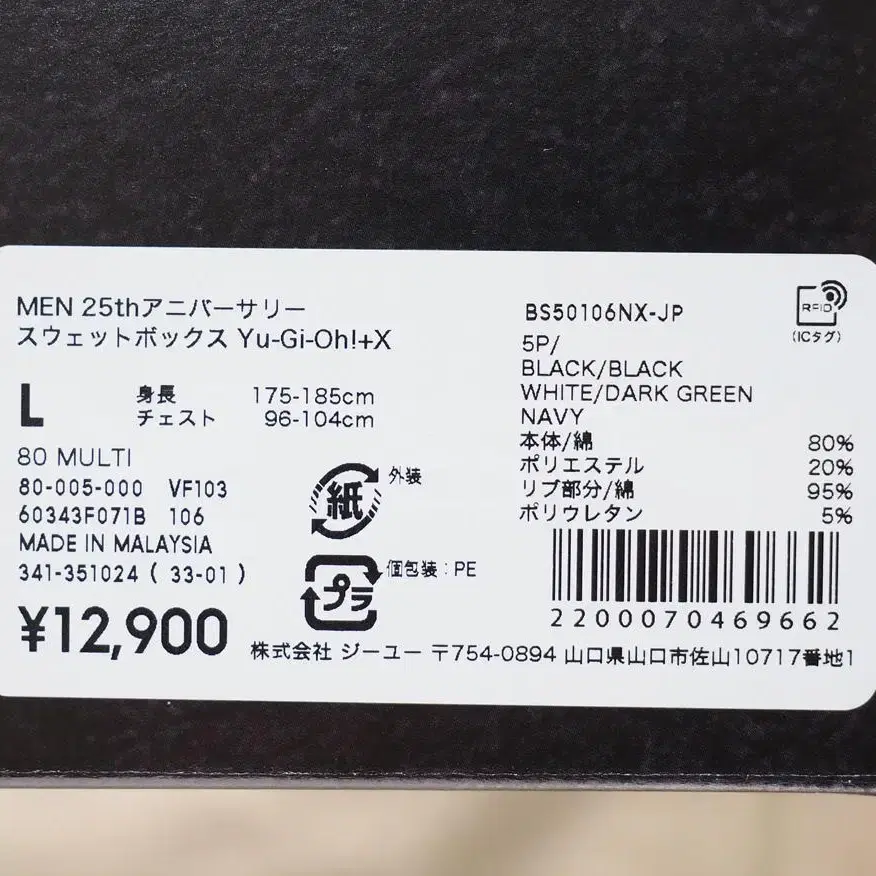 MEN 25thアニバーサリー
スウェットボックス Yu-Gi-Oh!+X
L
身長 175-185cm
チェスト 96-104cm
80 MULTI
80-005-000 VF103
60343F071B 106
MADE IN MALAYSIA
341-351024 ( 33-01 )
¥12,900
紙
外装
プラ
個包装：PE
BS50106NX-JP
RFID
(ICタグ)
5P/
BLACK/BLACK
WHITE/DARK GREEN
NAVY
本体/綿 80%
ポリエステル 20%
リブ部分/綿 95%
ポリウレタン 5%
2200070469662
株式会社 ジーユー 〒754-0894 山口県山口市佐山10717番地1